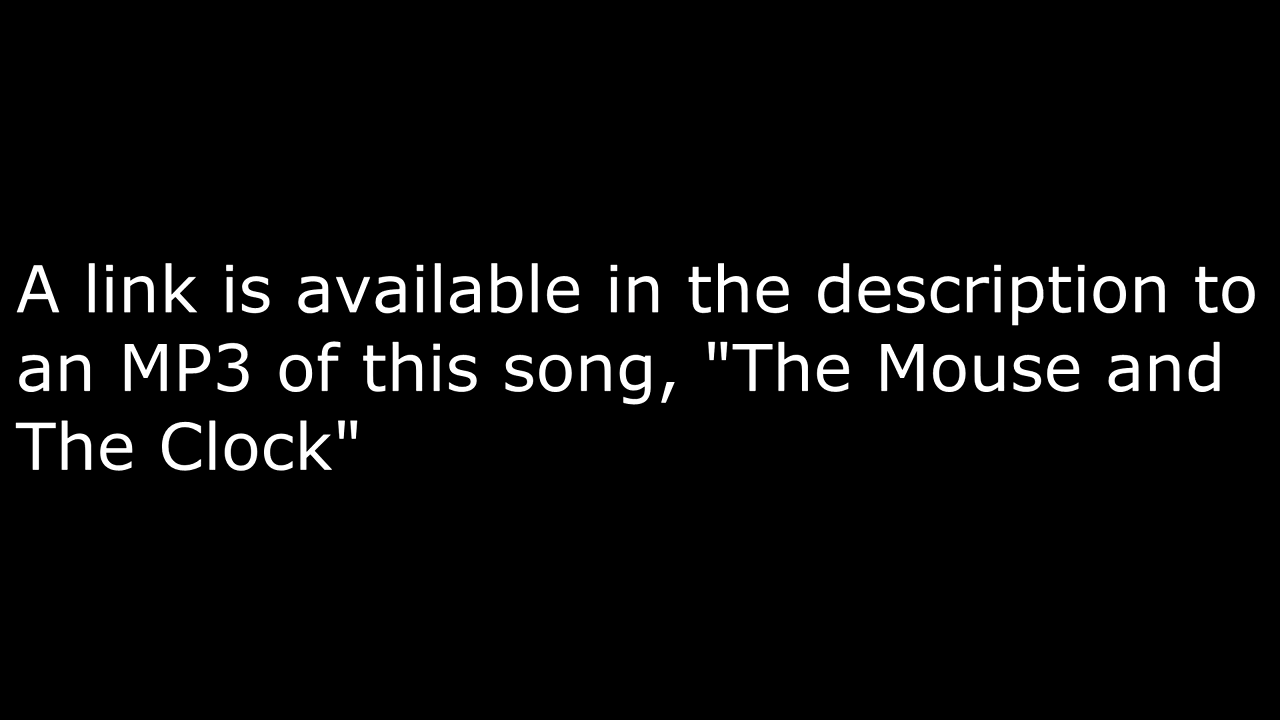 A link is available in the description to
an MP3 of this song, "The Mouse and
The Clock"